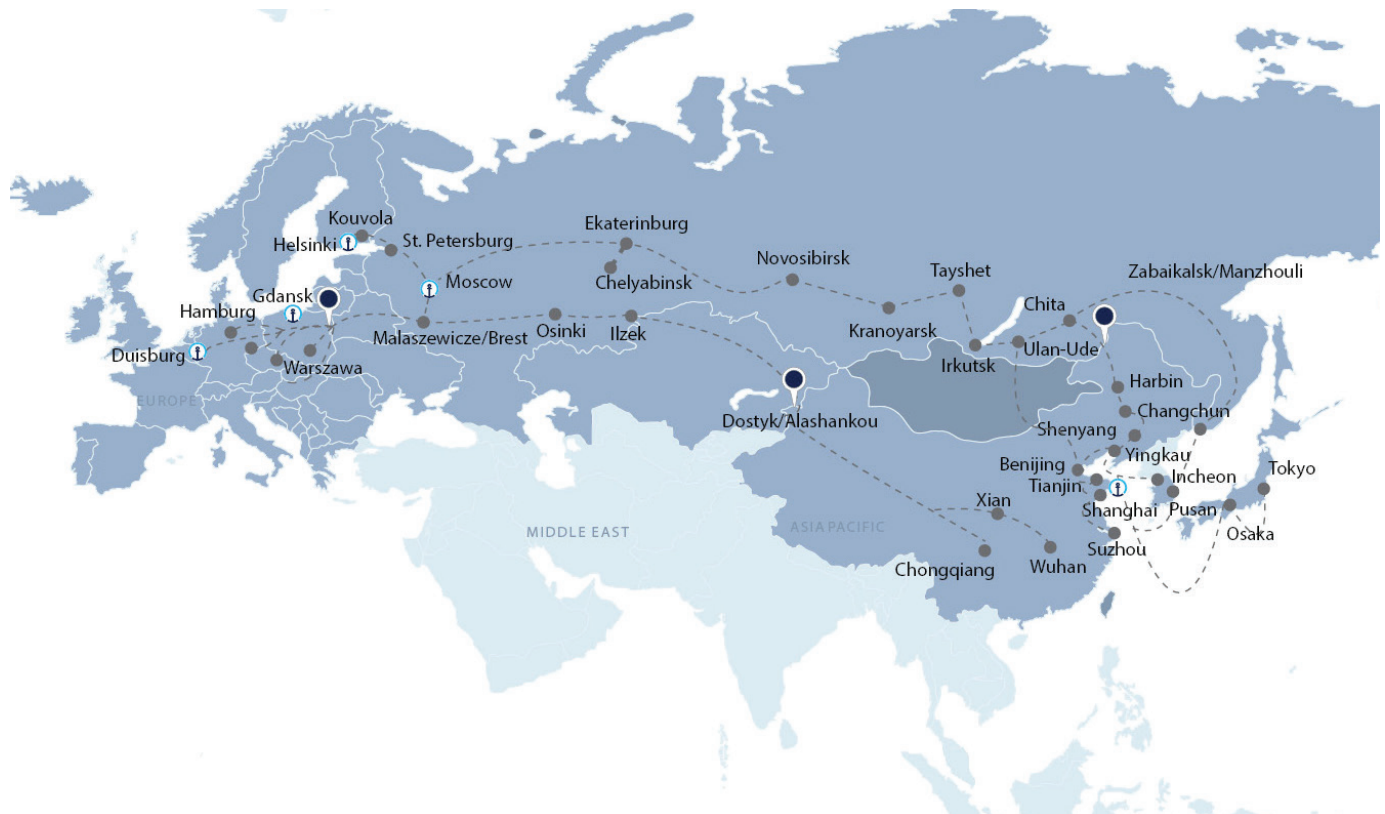 Kouvola
Helsinki
St. Petersburg
Ekaterinburg
Chelyabinsk
Novosibirsk
Tayshet
Zabaikalsk/Manzhouli
Moscow
Gdansk
Hamburg
Duisburg
Warszawa
Malaszewicze/Brest
Osinki
Ilzek
Kranoyarsk
Chita
Irkutsk
Ulan-Ude
EUROPE
Dostyk/Alashankou
Harbin
Changchun
Shenyang
Yingkau
Benijing
Tianjin
Incheon
Tokyo
Shanghai
Pusan
Osaka
Xian
Suzhou
MIDDLE EAST
ASIA PACIFIC
Chongqiang
Wuhan